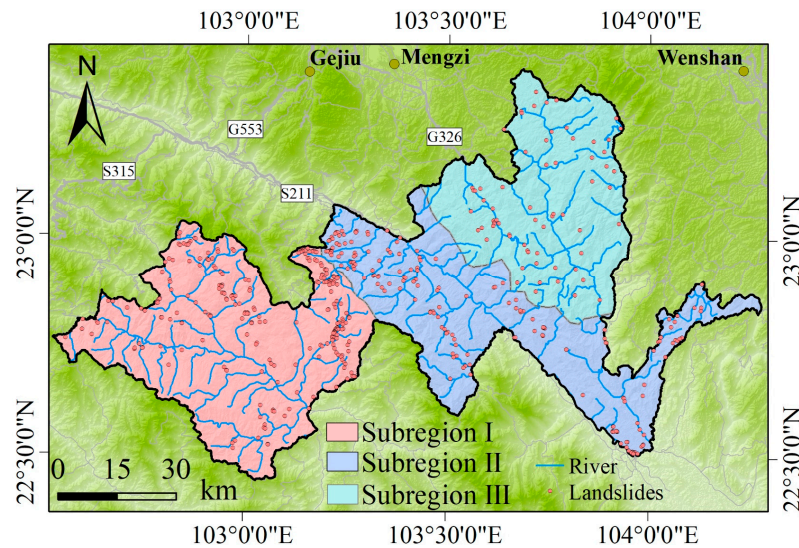 103°0'0"E 103°30'0"E 104°0'0"E
N
Gejiu
Mengzi
Wenshan
G553
G326
S315
S211
23°0'0"N
23°0'0"N
22°30'0"N
22°30'0"N
Subregion I
Subregion II
Subregion III
River
Landslides
0 15 30
km
103°0'0"E 103°30'0"E 104°0'0"E